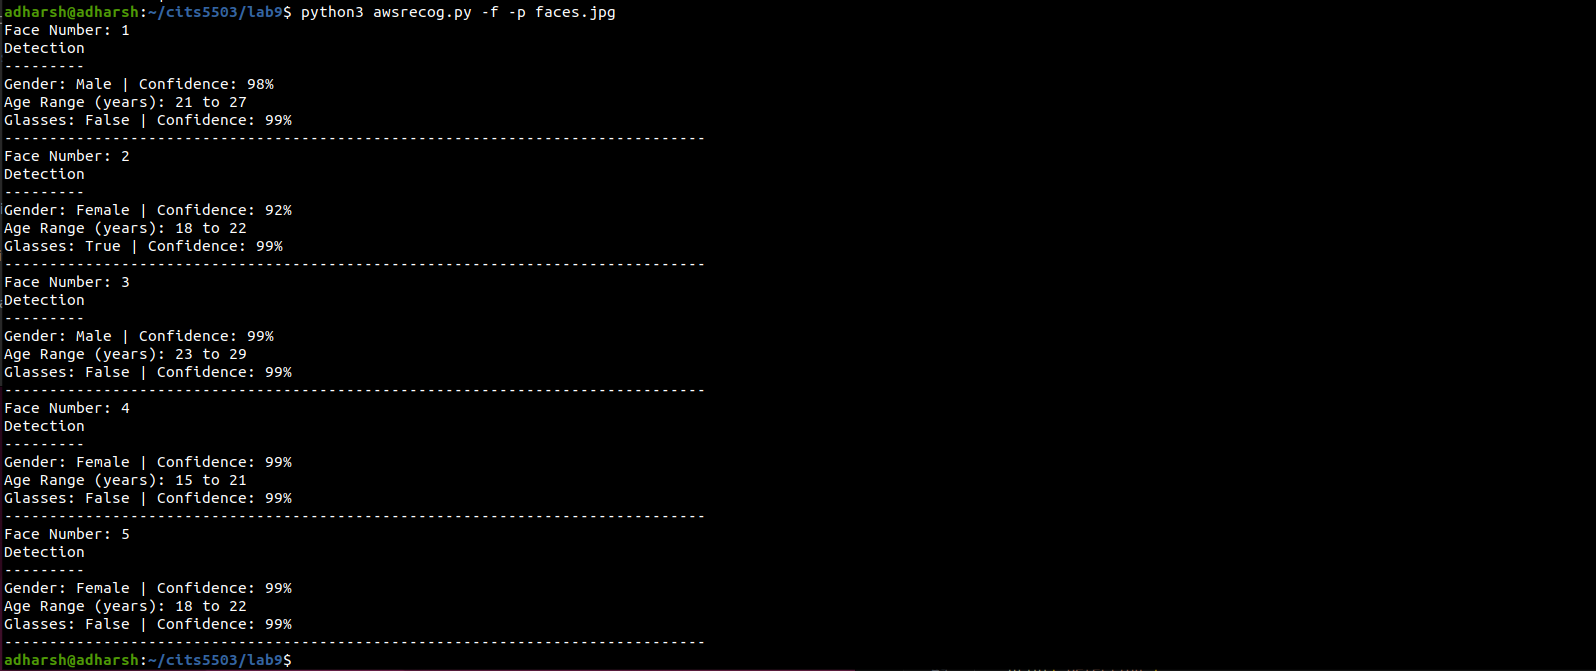 adharsh@adharsh:~/cits5503/lab9$ python3 awsrecog.py -f -p faces.jpg
Face Number: 1
Detection
---------
Gender: Male | Confidence: 98%
Age Range (years): 21 to 27
Glasses: False | Confidence: 99%
------------------------------------------------------------------------------
Face Number: 2
Detection
---------
Gender: Female | Confidence: 92%
Age Range (years): 18 to 22
Glasses: True | Confidence: 99%
------------------------------------------------------------------------------
Face Number: 3
Detection
---------
Gender: Male | Confidence: 99%
Age Range (years): 23 to 29
Glasses: False | Confidence: 99%
------------------------------------------------------------------------------
Face Number: 4
Detection
---------
Gender: Female | Confidence: 99%
Age Range (years): 15 to 21
Glasses: False | Confidence: 99%
------------------------------------------------------------------------------
Face Number: 5
Detection
---------
Gender: Female | Confidence: 99%
Age Range (years): 18 to 22
Glasses: False | Confidence: 99%
------------------------------------------------------------------------------
adharsh@adharsh:~/cits5503/lab9$